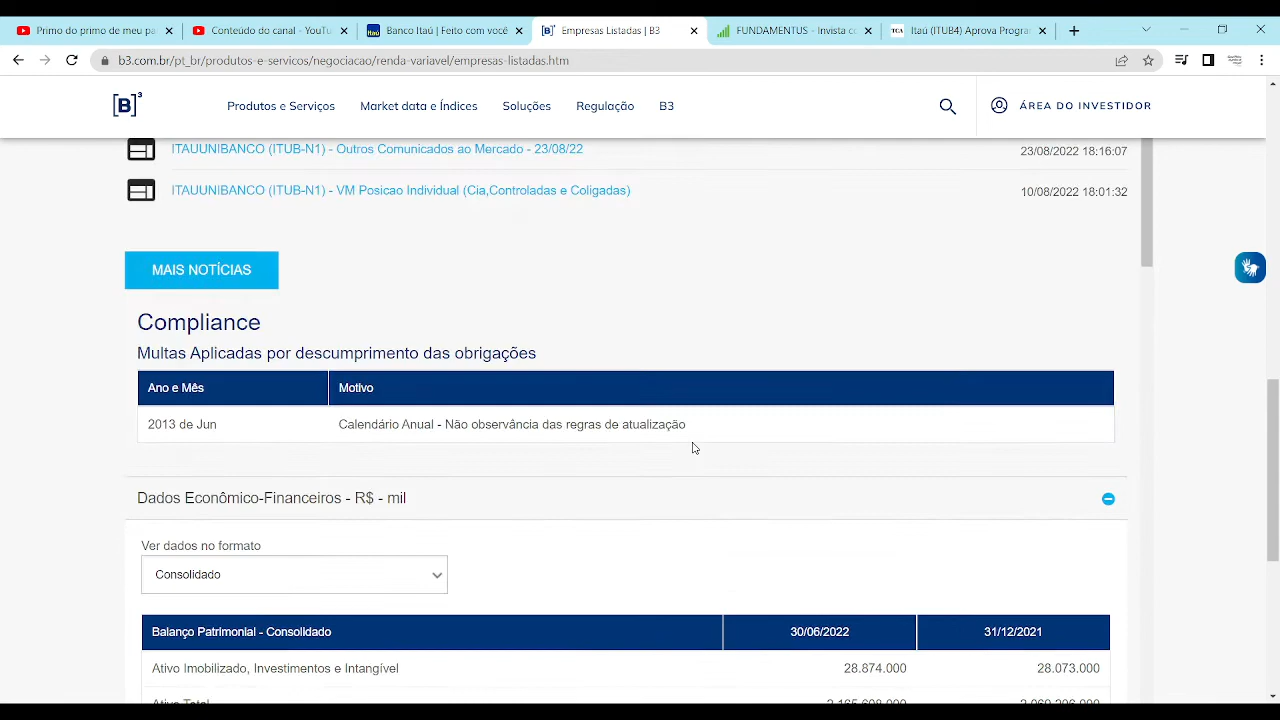 Primo do primo de meu pa
Conteúdo do canal - YouTu
Banco Itaú | Feito com você
Empresas Listadas | B3
FUNDAMENTUS - Invista co
Itaú (ITUB4) Aprova Progra
b3.com.br/pt_br/produtos-e-servicos/negociacao/renda-variavel/empresas-listadas.htm
[B]³
Produtos e Serviços
Market data e Índices
Soluções
Regulação
B3
ÁREA DO INVESTIDOR
ITAUUNIBANCO (ITUB-N1) - Outros Comunicados ao Mercado - 23/08/22
23/08/2022 18:16:07
ITAUUNIBANCO (ITUB-N1) - VM Posicao Individual (Cia,Controladas e Coligadas)
10/08/2022 18:01:32
MAIS NOTÍCIAS
Compliance
Multas Aplicadas por descumprimento das obrigações
Ano e Mês
Motivo
2013 de Jun
Calendário Anual - Não observância das regras de atualização
Dados Econômico-Financeiros - R$ - mil
Ver dados no formato
Consolidado
Balanço Patrimonial - Consolidado
30/06/2022
31/12/2021
Ativo Imobilizado, Investimentos e Intangível
28.874.000
28.073.000
Ativo Total